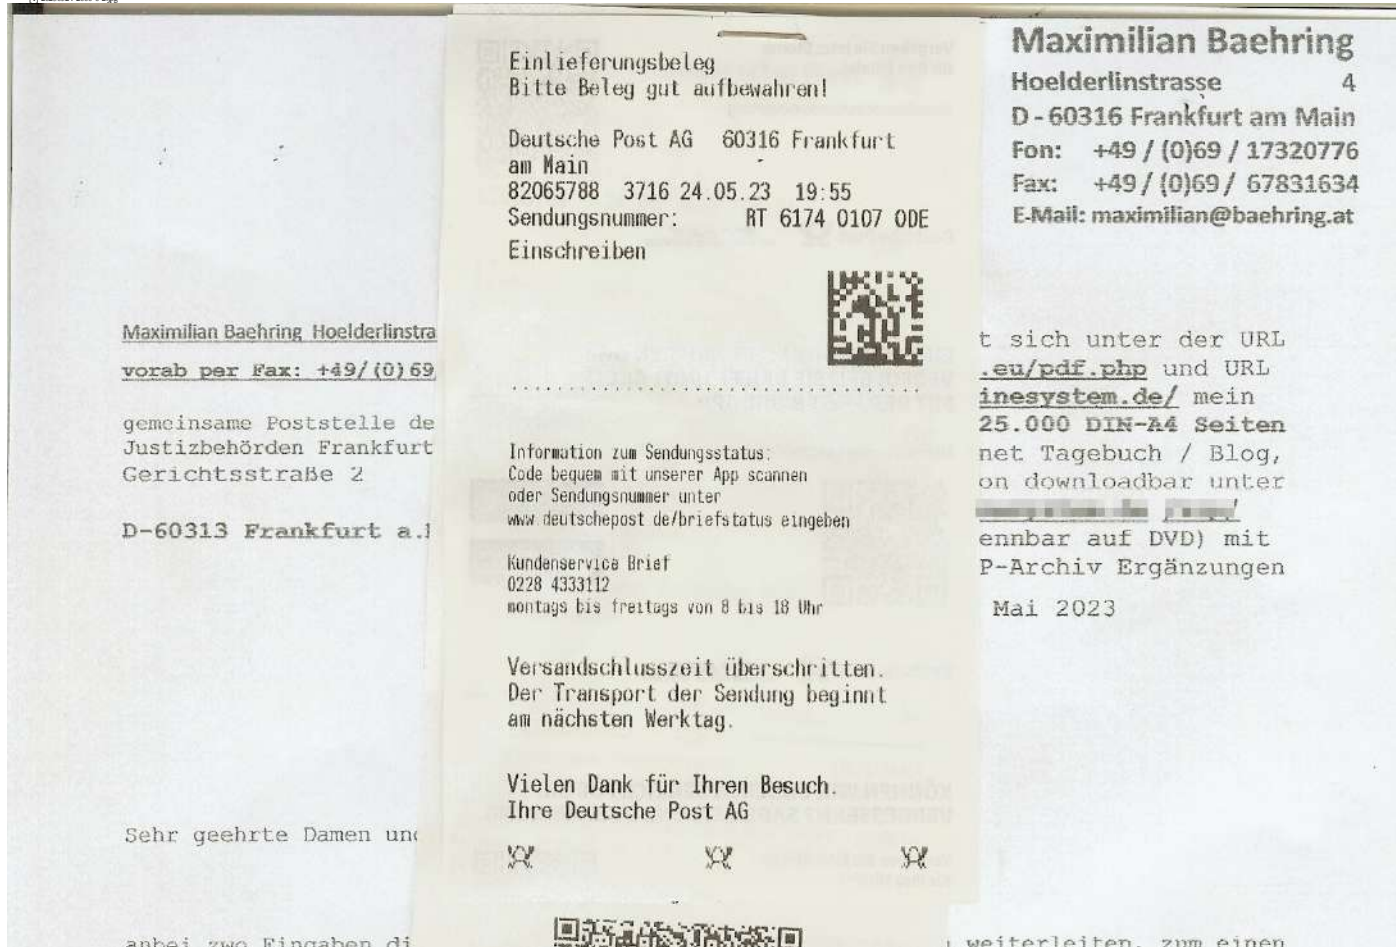 Maximilian Baehring
Hoelderlinstrasse 4
D - 60316 Frankfurt am Main
Fon: +49 / (0)69 / 17320776
Fax: +49 / (0)69 / 67831634
E-Mail: maximilian@baehring.at
Einlieferungsbeleg
Bitte Beleg gut aufbewahren!
Deutsche Post AG 60316 Frankfurt
am Main
82065788 3716 24.05.23 19:55
Sendungsnummer: RT 6174 0107 0DE
Einschreiben
Information zum Sendungsstatus:
Code bequem mit unserer App scannen
oder Sendungsnummer unter
www.deutschepost de/briefstatus eingeben
Kundenservice Brief
0228 4333112
montags bis freitags von 8 bis 18 Uhr
Versandschlusszeit überschritten.
Der Transport der Sendung beginnt
am nächsten Werktag.
Vielen Dank für Ihren Besuch.
Ihre Deutsche Post AG
Maximilian Baehring Hoelderlinstra
vorab per Fax: +49/(0)69
gemeinsame Poststelle de
Justizbehörden Frankfurt
Gerichtsstraße 2
D-60313 Frankfurt a.
t sich unter der URL
.eu/pdf.php und URL
inesystem.de/ mein
25.000 DIN-A4 Seiten
net Tagebuch / Blog,
on downloadbar unter
ennbar auf DVD) mit
P-Archiv Ergänzungen
Mai 2023
Sehr geehrte Damen und
anbei zwo Eingaben di
weiterleiten, zum einen